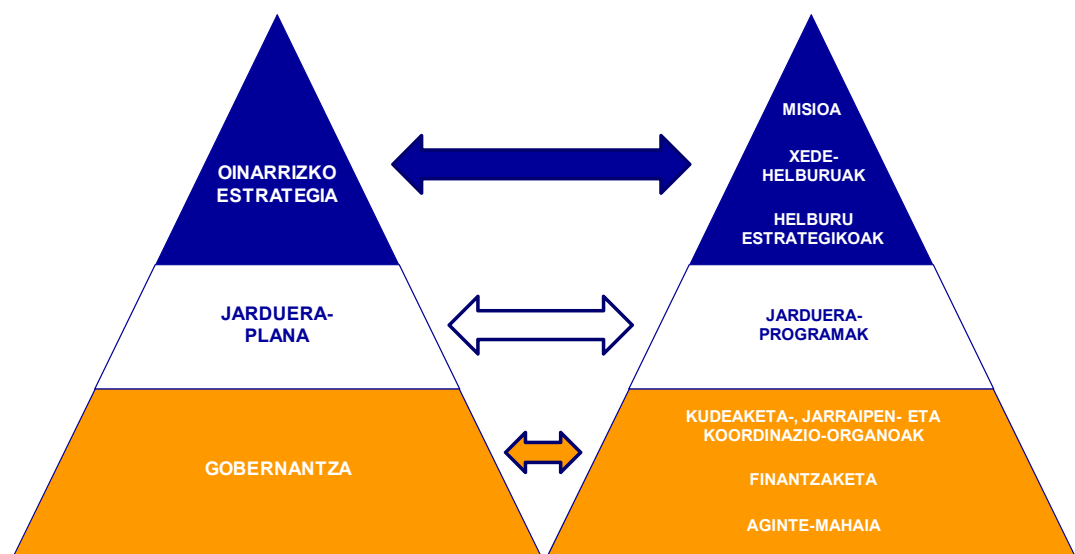 OINARRIZKO
ESTRATEGIA
JARDUERA-
PLANA
GOBERNANTZA
MISIOA
XEDE-
HELBURUAK
HELBURU
ESTRATEGIKOAK
JARDUERA-
PROGRAMAK
KUDEAKETA-, JARRAIPEN- ETA
KOORDINAZIO-ORGANOAK
FINANTZAKETA
AGINTE-MAHAIA